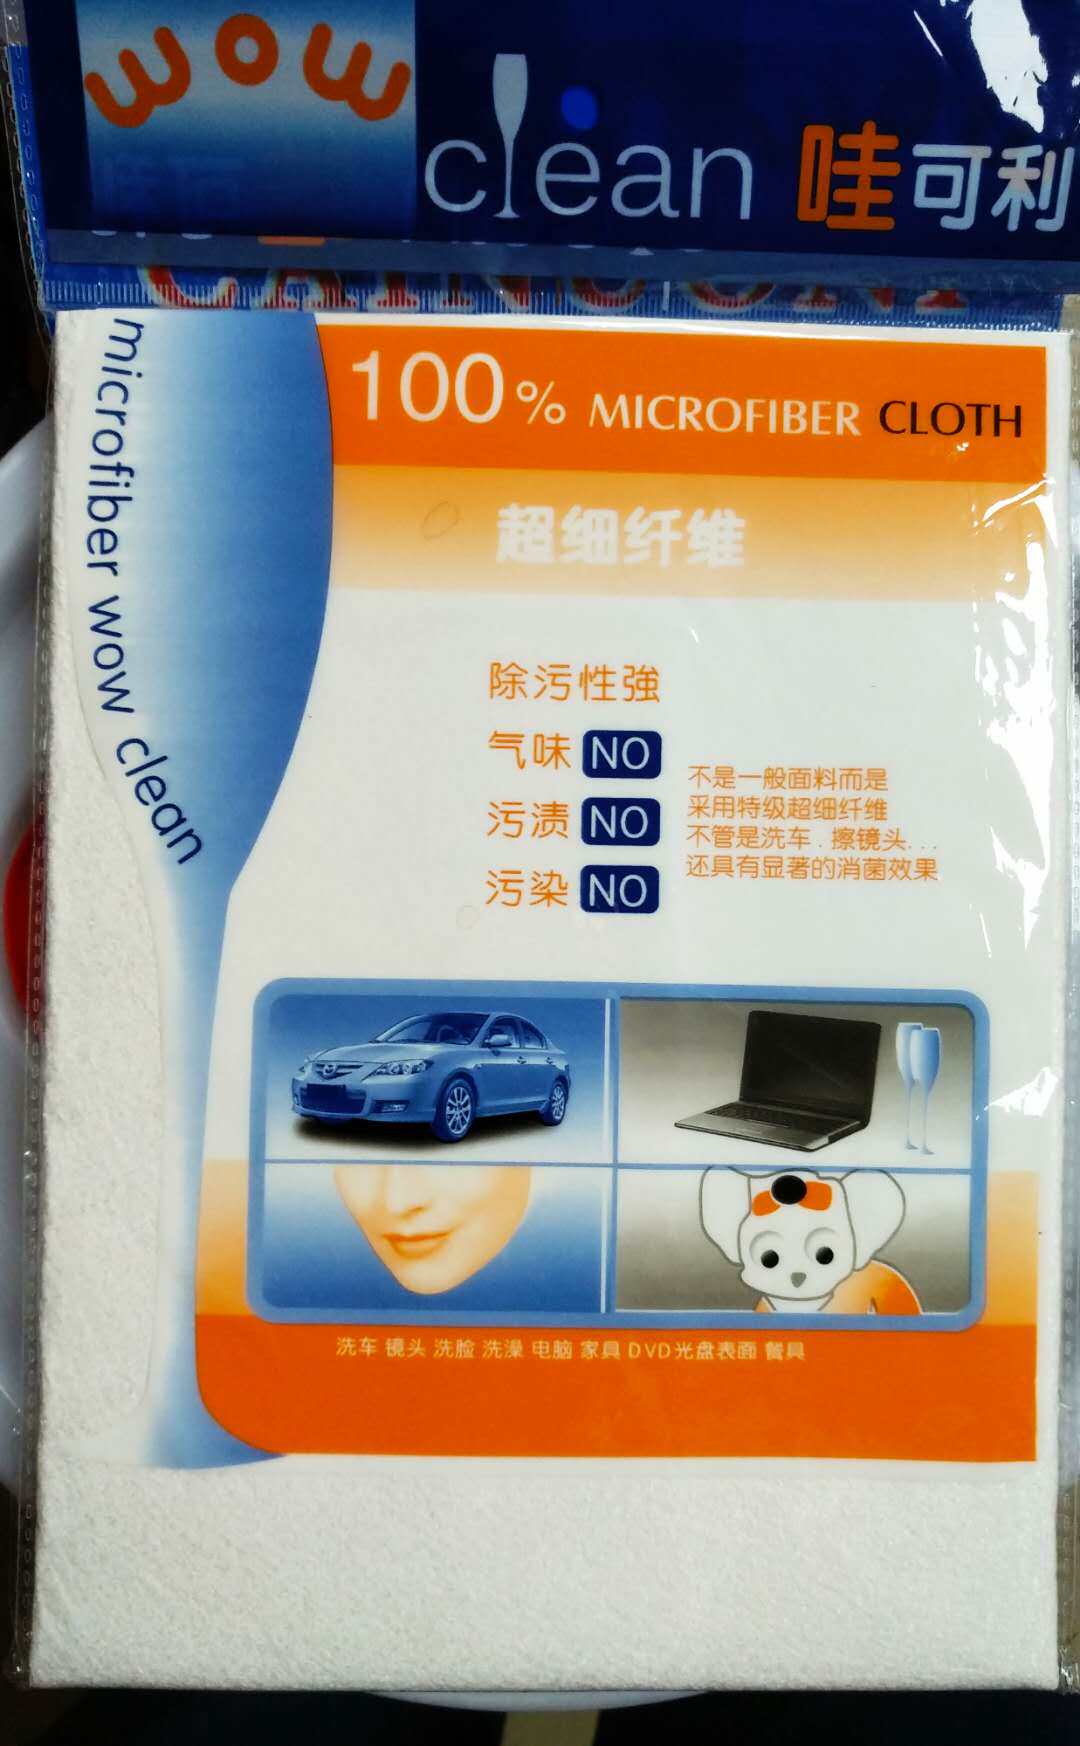 wow
clean 哇可利
microfiber wow clean
100% MICROFIBER CLOTH
超细纤维
除污性強
气味 NO
污渍 NO
污染 NO
不是一般面料而是
采用特级超细纤维
不管是洗车．擦镜头...
还具有显著的消菌效果
洗车 镜头 洗脸 洗澡 电脑 家具 DVD光盘表面 餐具